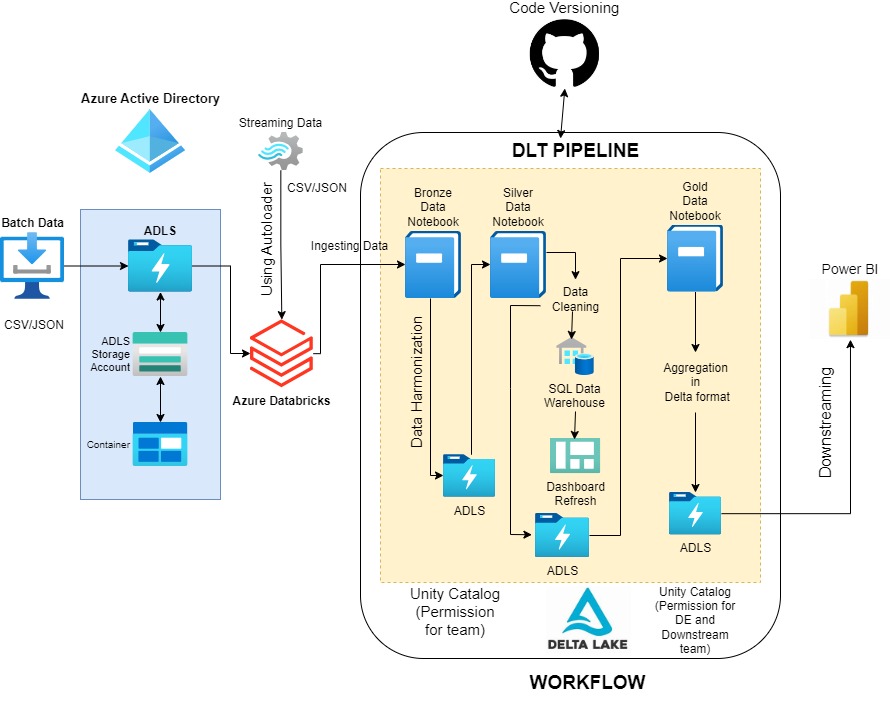 Code Versioning
Azure Active Directory
Streaming Data
CSV/JSON
Using Autoloader
Batch Data
CSV/JSON
ADLS
ADLS
Storage
Account
Container
Azure Databricks
Ingesting Data
DLT PIPELINE
Bronze
Data
Notebook
Silver
Data
Notebook
Gold
Data
Notebook
Data Harmonization
Data
Cleaning
SQL Data
Warehouse
Dashboard
Refresh
ADLS
ADLS
Aggregation
in
Delta format
ADLS
Power BI
Downstreaming
Unity Catalog
(Permission
for team)
DELTA LAKE
Unity Catalog
(Permission for
DE and
Downstream
team)
WORKFLOW